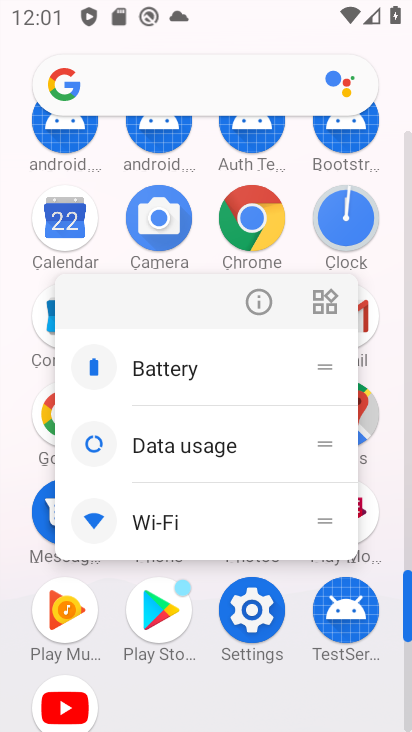 12:01
android.... android.... Auth Te... Bootstr...
22
Calendar Camera Chrome Clock
Battery
Data usage
Wi-Fi
Play Mu... Play Sto... Settings TestSer...